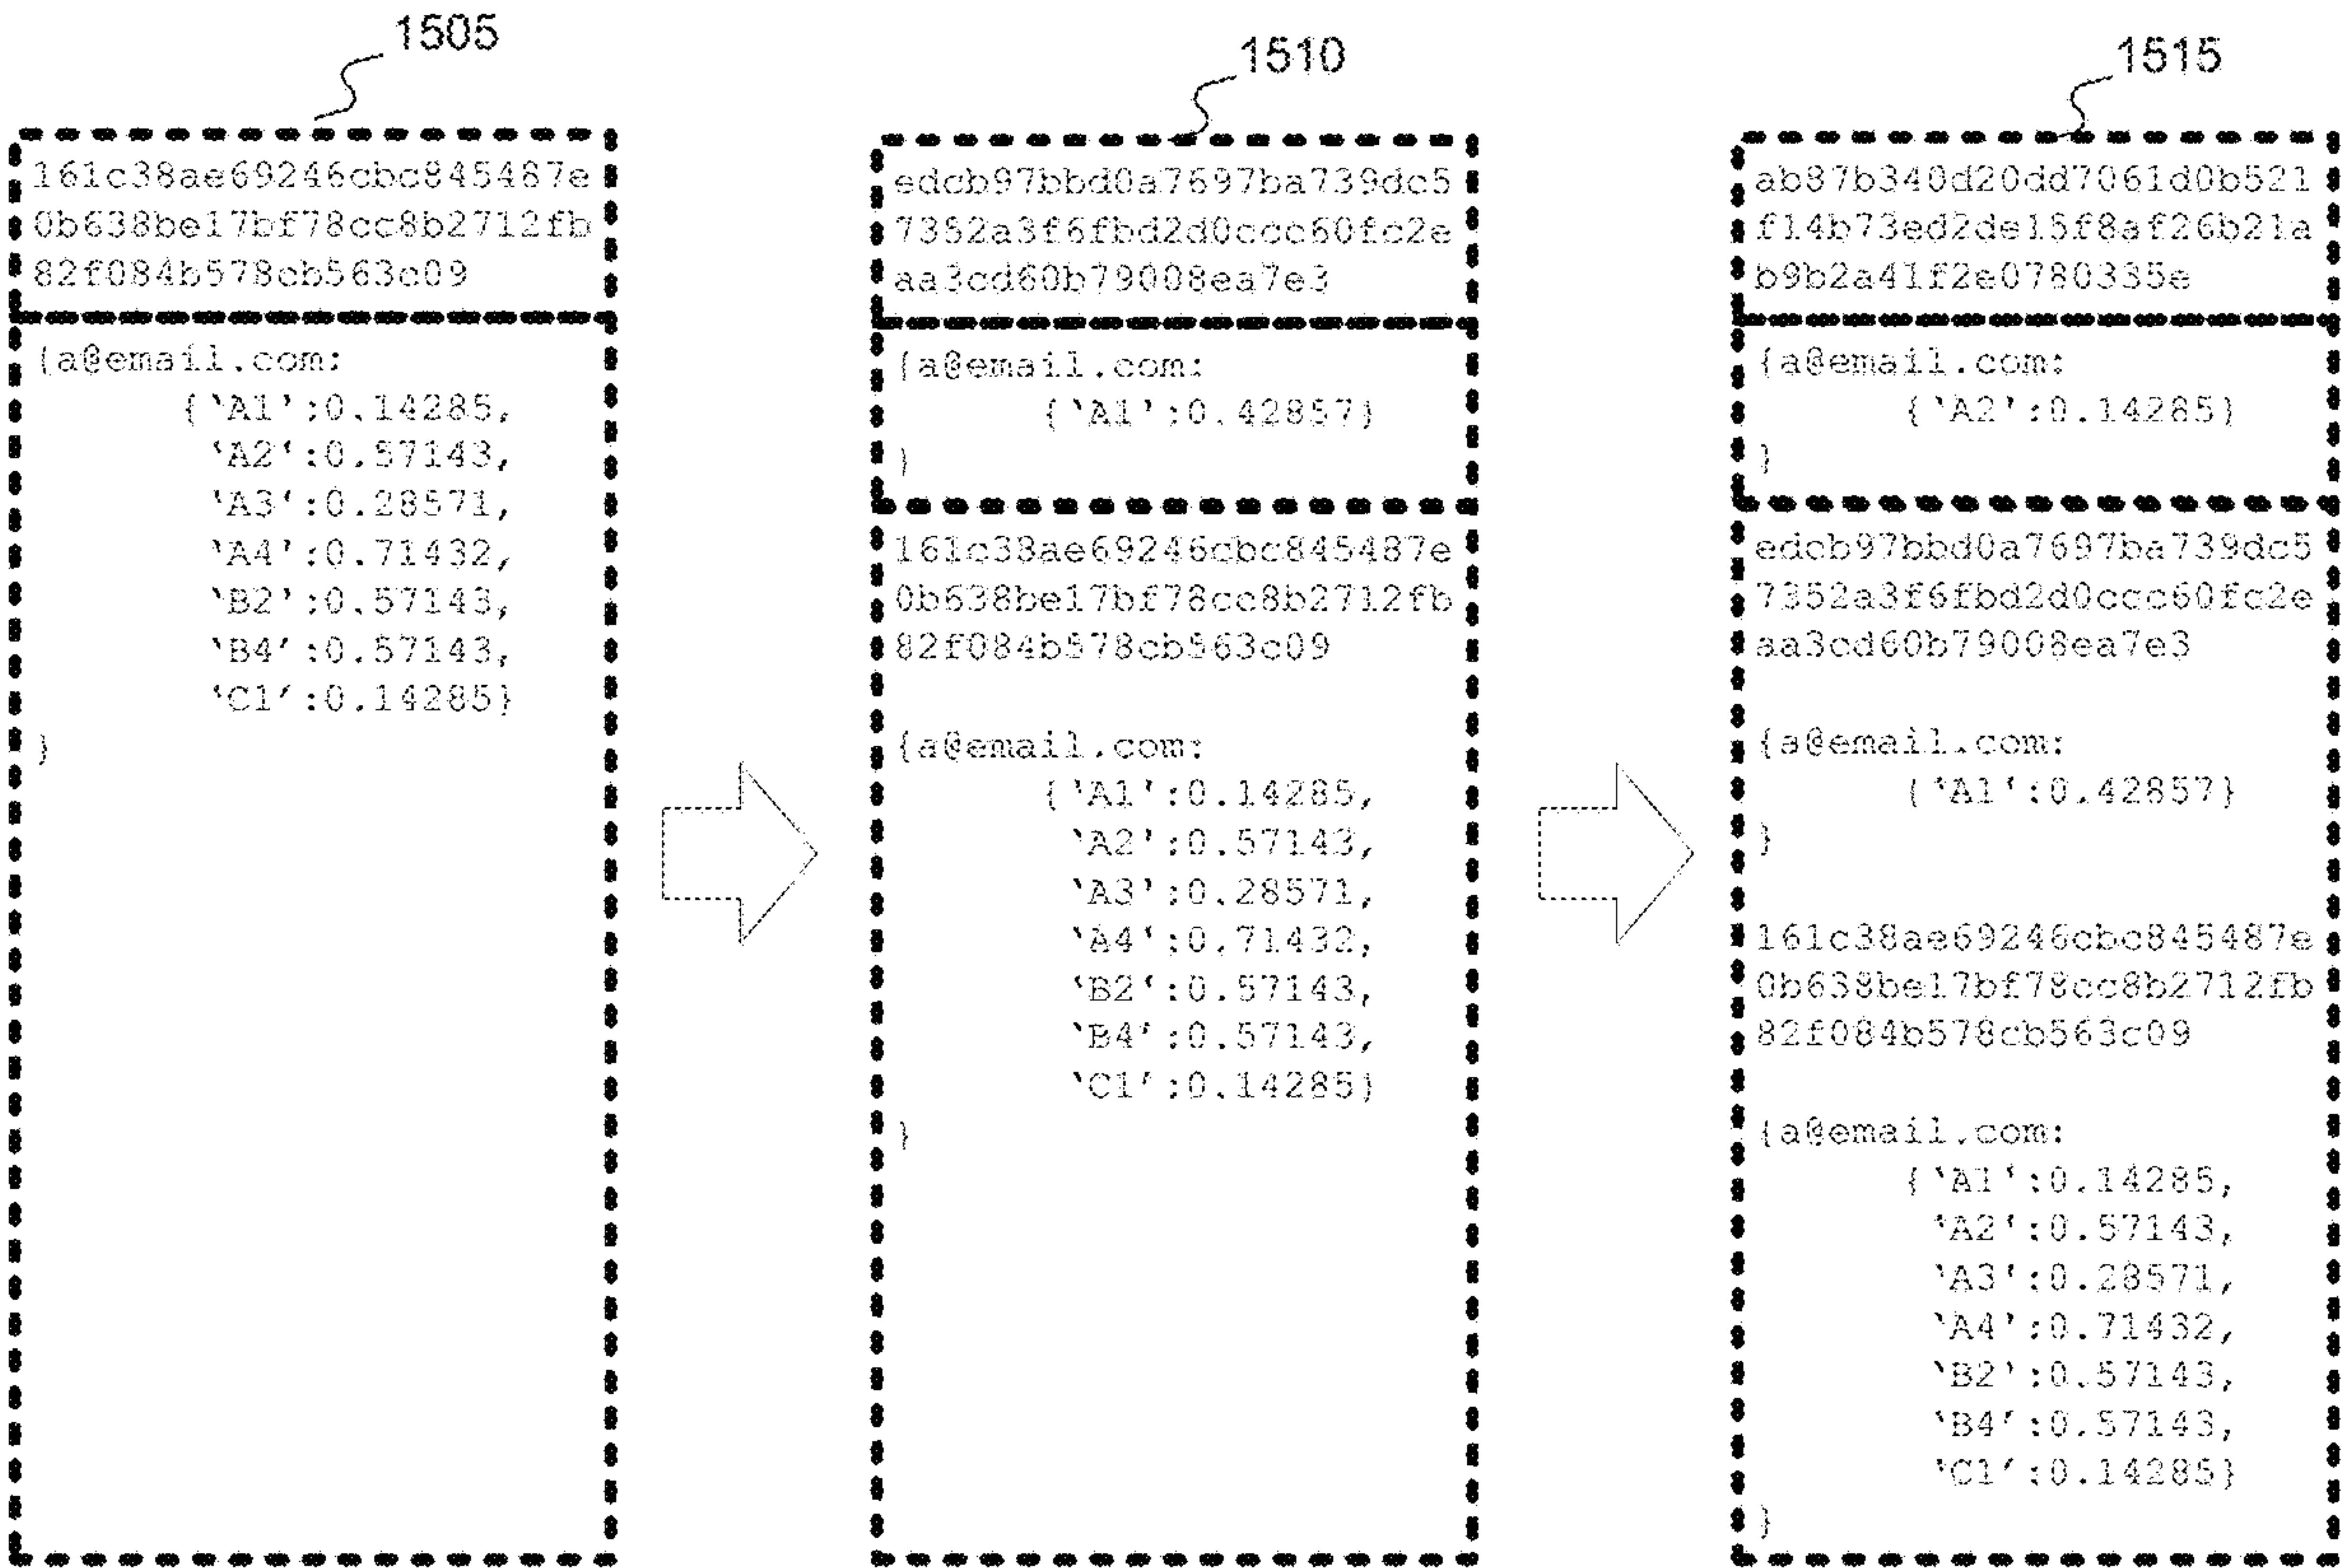 1505
161c38ae69246cbc845487e
0b638be17bf78cc8b2712fb
82f084b578cb563c09
{a@email.com:
{‘A1’:0.14285,
‘A2‘:0.57143,
‘A3‘:0.28571,
‘A4‘:0.71432,
‘B2’:0.57143,
‘B4’:0.57143,
‘C1’:0.14285}
}
1510
edcb97bbd0a7697ba739dc5
7352a3f6fbd2d0ccc60fc2e
aa3cd60b79008ea7e3
{a@email.com:
{‘A1’:0.42857}
}
161c38ae69246cbc845487e
0b638be17bf78cc8b2712fb
82f084b578cb563c09
{a@email.com:
{‘A1’:0.14285,
‘A2‘:0.57143,
‘A3’:0.28571,
‘A4‘:0.71432,
‘B2‘:0.57143,
‘B4’:0.57143,
‘C1’:0.14285}
}
1515
ab87b340d20dd7061d0b521
f14b73ed2de15f8af26b21a
b9b2a41f2e0780335e
{a@email.com:
{‘A2’:0.14285}
}
edcb97bbd0a7697ba739dc5
7352a3f6fbd2d0ccc60fc2e
aa3cd60b79008ea7e3
{a@email.com:
{‘A1’:0.42857}
}
161c38ae69246cbc845487e
0b638be17bf78cc8b2712fb
82f084b578cb563c09
{a@email.com:
{‘A1‘:0.14285,
‘A2‘:0.57143,
‘A3‘:0.28571,
‘A4’:0.71432,
‘B2’:0.57143,
‘B4’:0.57143,
‘C1’:0.14285}
}